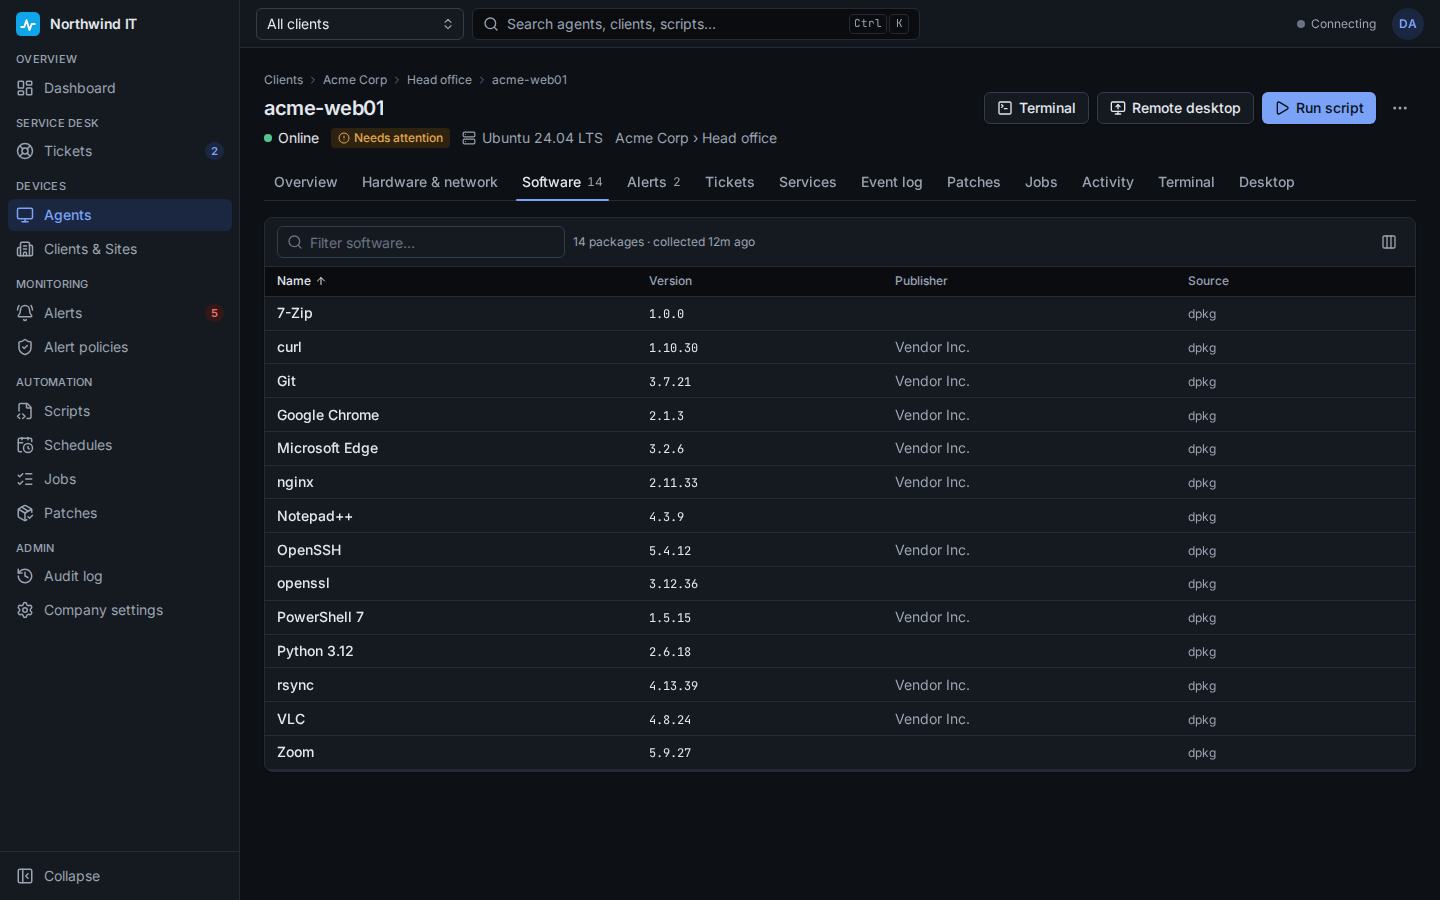 Northwind IT
OVERVIEW
Dashboard
SERVICE DESK
Tickets 2
DEVICES
Agents
Clients & Sites
MONITORING
Alerts 5
Alert policies
AUTOMATION
Scripts
Schedules
Jobs
Patches
ADMIN
Audit log
Company settings
Collapse
All clients
Search agents, clients, scripts... Ctrl K
Connecting DA
Clients › Acme Corp › Head office › acme-web01
acme-web01
Online Needs attention Ubuntu 24.04 LTS Acme Corp › Head office
Terminal Remote desktop Run script
Overview Hardware & network Software 14 Alerts 2 Tickets Services Event log Patches Jobs Activity Terminal Desktop
Filter software... 14 packages · collected 12m ago
Name Version Publisher Source
7-Zip 1.0.0 dpkg
curl 1.10.30 Vendor Inc. dpkg
Git 3.7.21 Vendor Inc. dpkg
Google Chrome 2.1.3 Vendor Inc. dpkg
Microsoft Edge 3.2.6 Vendor Inc. dpkg
nginx 2.11.33 Vendor Inc. dpkg
Notepad++ 4.3.9 dpkg
OpenSSH 5.4.12 Vendor Inc. dpkg
openssl 3.12.36 dpkg
PowerShell 7 1.5.15 Vendor Inc. dpkg
Python 3.12 2.6.18 dpkg
rsync 4.13.39 Vendor Inc. dpkg
VLC 4.8.24 Vendor Inc. dpkg
Zoom 5.9.27 dpkg